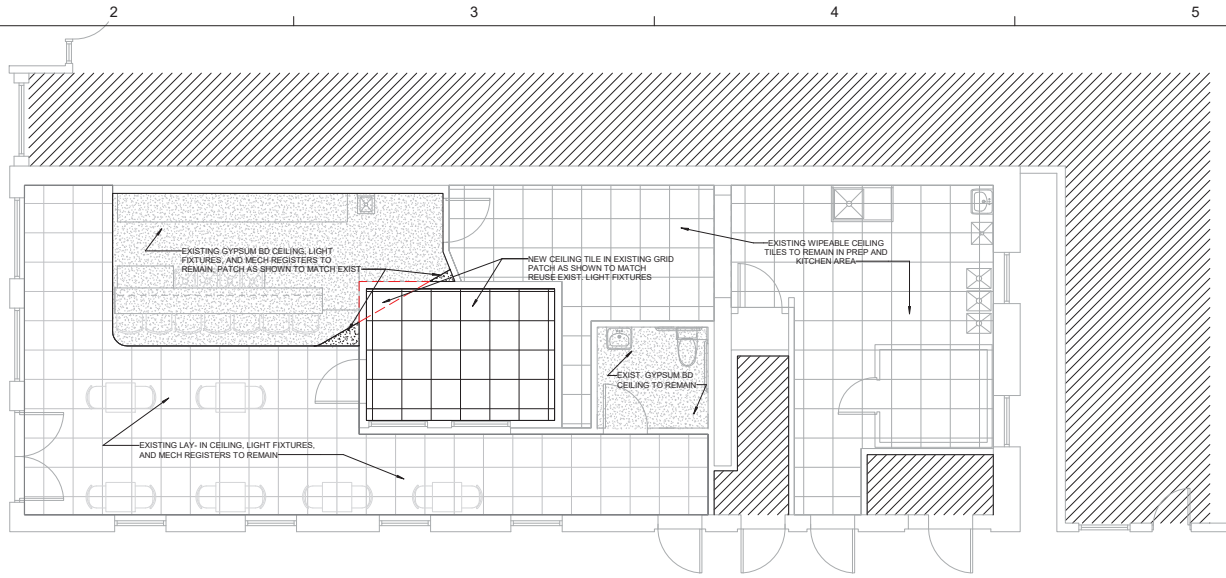 2
3
4
5
EXISTING GYPSUM BD CEILING, LIGHT
FIXTURES, AND MECH REGISTERS TO
REMAIN, PATCH AS SHOWN TO MATCH EXIST
NEW CEILING TILE IN EXISTING GRID
PATCH AS SHOWN TO MATCH
REUSE EXIST. LIGHT FIXTURES
EXISTING WIPEABLE CEILING
TILES TO REMAIN IN PREP AND
KITCHEN AREA
EXIST. GYPSUM BD
CEILING TO REMAIN
EXISTING LAY- IN CEILING, LIGHT FIXTURES,
AND MECH REGISTERS TO REMAIN